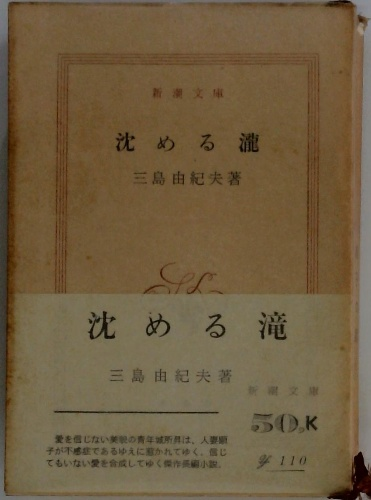 新潮文庫
沈める瀧
三島由紀夫著
沈める滝
三島由紀夫著
新潮文庫
50,K
¥110
愛を信じない美貌の青年城所昇は、人妻顕
子が不感症であるゆえに惹かれてゆく。信じ
てもいない愛を合成してゆく傑作長編小説。